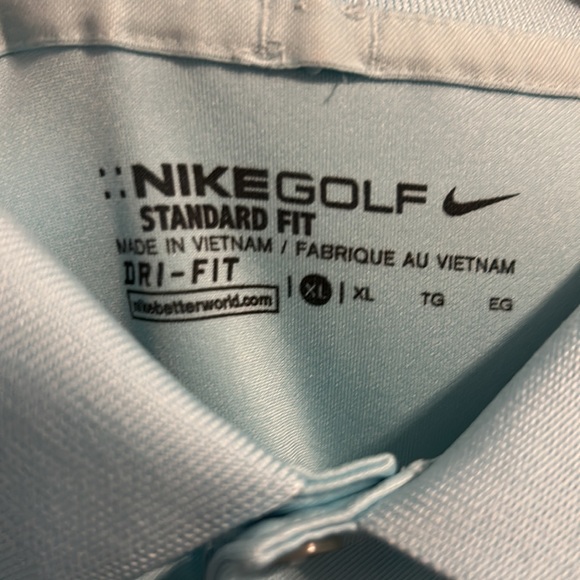 NIKEGOLF
STANDARD FIT
MADE IN VIETNAM / FABRIQUE AU VIETNAM
DRI-FIT
nikebetterworld.com | XL | XL TG EG